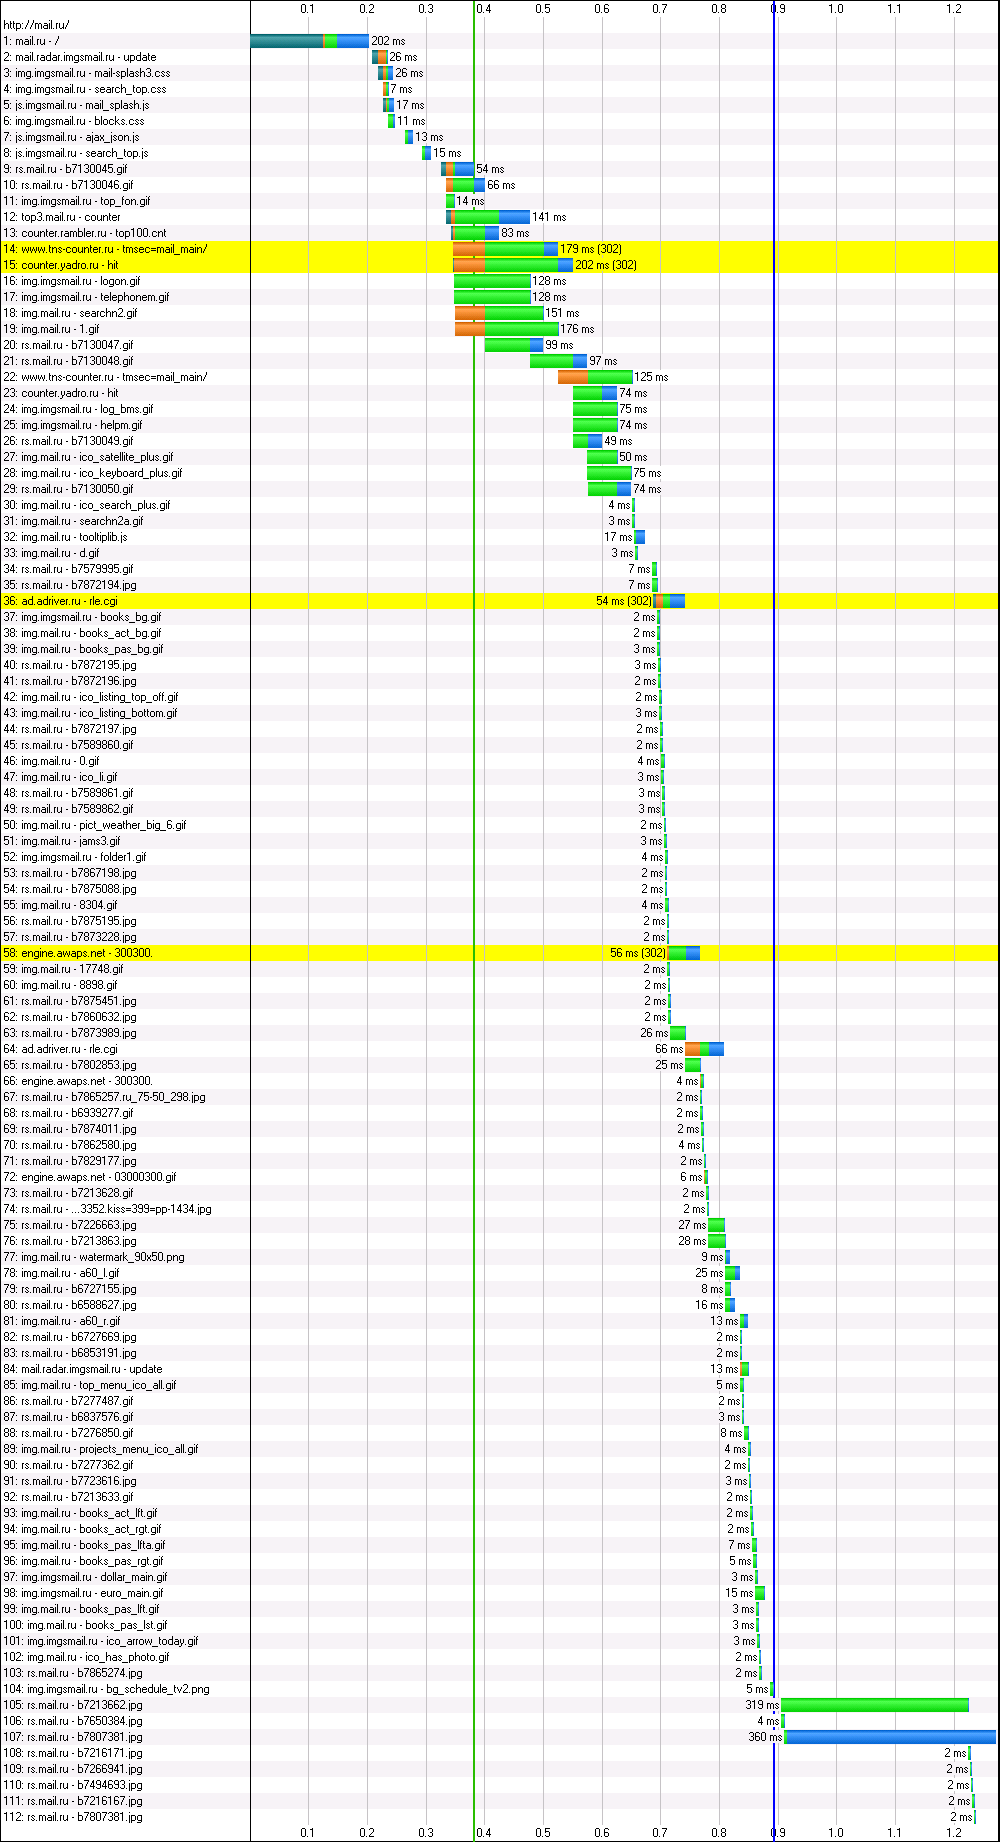 0.1 0.2 0.3 0.4 0.5 0.6 0.7 0.8 0.9 1.0 1.1 1.2
http://mail.ru/
1: mail.ru - / 202 ms
2: mail.radar.imgsmail.ru - update 26 ms
3: img.imgsmail.ru - mail-splash3.css 26 ms
4: img.imgsmail.ru - search_top.css 7 ms
5: js.imgsmail.ru - mail_splash.js 17 ms
6: img.imgsmail.ru - blocks.css 11 ms
7: js.imgsmail.ru - ajax_json.js 13 ms
8: js.imgsmail.ru - search_top.js 15 ms
9: rs.mail.ru - b7130045.gif 54 ms
10: rs.mail.ru - b7130046.gif 66 ms
11: img.imgsmail.ru - top_fon.gif 14 ms
12: top3.mail.ru - counter 141 ms
13: counter.rambler.ru - top100.cnt 83 ms
14: www.tns-counter.ru - tmsec=mail_main/ 179 ms (302)
15: counter.yadro.ru - hit 202 ms (302)
16: img.imgsmail.ru - logon.gif 128 ms
17: img.imgsmail.ru - telephonem.gif 128 ms
18: img.mail.ru - searchn2.gif 151 ms
19: img.mail.ru - 1.gif 176 ms
20: rs.mail.ru - b7130047.gif 99 ms
21: rs.mail.ru - b7130048.gif 97 ms
22: www.tns-counter.ru - tmsec=mail_main/ 125 ms
23: counter.yadro.ru - hit 74 ms
24: img.imgsmail.ru - log_bms.gif 75 ms
25: img.imgsmail.ru - helpm.gif 74 ms
26: rs.mail.ru - b7130049.gif 49 ms
27: img.mail.ru - ico_satellite_plus.gif 50 ms
28: img.mail.ru - ico_keyboard_plus.gif 75 ms
29: rs.mail.ru - b7130050.gif 74 ms
30: img.mail.ru - ico_search_plus.gif 4 ms
31: img.mail.ru - searchn2a.gif 3 ms
32: img.mail.ru - tooltiplib.js 17 ms
33: img.mail.ru - d.gif 3 ms
34: rs.mail.ru - b7579995.gif 7 ms
35: rs.mail.ru - b7872194.jpg 7 ms
36: ad.adriver.ru - rle.cgi 54 ms (302)
37: img.imgsmail.ru - books_bg.gif 2 ms
38: img.mail.ru - books_act_bg.gif 2 ms
39: img.mail.ru - books_pas_bg.gif 3 ms
40: rs.mail.ru - b7872195.jpg 3 ms
41: rs.mail.ru - b7872196.jpg 2 ms
42: img.mail.ru - ico_listing_top_off.gif 2 ms
43: img.mail.ru - ico_listing_bottom.gif 3 ms
44: rs.mail.ru - b7872197.jpg 2 ms
45: rs.mail.ru - b7589860.gif 2 ms
46: img.mail.ru - 0.gif 4 ms
47: img.mail.ru - ico_li.gif 3 ms
48: rs.mail.ru - b7589861.gif 3 ms
49: rs.mail.ru - b7589862.gif 3 ms
50: img.mail.ru - pict_weather_big_6.gif 2 ms
51: img.mail.ru - jams3.gif 3 ms
52: img.imgsmail.ru - folder1.gif 4 ms
53: rs.mail.ru - b7867198.jpg 2 ms
54: rs.mail.ru - b7875088.jpg 2 ms
55: img.mail.ru - 8304.gif 4 ms
56: rs.mail.ru - b7875195.jpg 2 ms
57: rs.mail.ru - b7873228.jpg 2 ms
58: engine.awaps.net - 300300. 56 ms (302)
59: img.mail.ru - 17748.gif 2 ms
60: img.mail.ru - 8898.gif 2 ms
61: rs.mail.ru - b7875451.jpg 2 ms
62: rs.mail.ru - b7860632.jpg 2 ms
63: rs.mail.ru - b7873989.jpg 26 ms
64: ad.adriver.ru - rle.cgi 66 ms
65: rs.mail.ru - b7802853.jpg 25 ms
66: engine.awaps.net - 300300. 4 ms
67: rs.mail.ru - b7865257.ru_75-50_298.jpg 2 ms
68: rs.mail.ru - b6939277.gif 2 ms
69: rs.mail.ru - b7874011.jpg 2 ms
70: rs.mail.ru - b7862580.jpg 4 ms
71: rs.mail.ru - b7829177.jpg 2 ms
72: engine.awaps.net - 03000300.gif 6 ms
73: rs.mail.ru - b7213628.gif 2 ms
74: rs.mail.ru - ...3352.kiss=399=pp-1434.jpg 2 ms
75: rs.mail.ru - b7226663.jpg 27 ms
76: rs.mail.ru - b7213863.jpg 28 ms
77: img.mail.ru - watermark_90x50.png 9 ms
78: img.mail.ru - a60_l.gif 25 ms
79: rs.mail.ru - b6727155.jpg 8 ms
80: rs.mail.ru - b6588627.jpg 16 ms
81: img.mail.ru - a60_r.gif 13 ms
82: rs.mail.ru - b6727669.jpg 2 ms
83: rs.mail.ru - b6853191.jpg 2 ms
84: mail.radar.imgsmail.ru - update 13 ms
85: img.mail.ru - top_menu_ico_all.gif 5 ms
86: rs.mail.ru - b7277487.gif 2 ms
87: rs.mail.ru - b6837576.gif 3 ms
88: rs.mail.ru - b7276850.gif 8 ms
89: img.mail.ru - projects_menu_ico_all.gif 4 ms
90: rs.mail.ru - b7277362.gif 2 ms
91: rs.mail.ru - b7723616.jpg 3 ms
92: rs.mail.ru - b7213633.gif 2 ms
93: img.mail.ru - books_act_lft.gif 2 ms
94: img.mail.ru - books_act_rgt.gif 2 ms
95: img.mail.ru - books_pas_lfta.gif 7 ms
96: img.mail.ru - books_pas_rgt.gif 5 ms
97: img.imgsmail.ru - dollar_main.gif 3 ms
98: img.imgsmail.ru - euro_main.gif 15 ms
99: img.mail.ru - books_pas_lft.gif 3 ms
100: img.mail.ru - books_pas_lst.gif 3 ms
101: img.imgsmail.ru - ico_arrow_today.gif 3 ms
102: img.mail.ru - ico_has_photo.gif 2 ms
103: rs.mail.ru - b7865274.jpg 2 ms
104: img.imgsmail.ru - bg_schedule_tv2.png 5 ms
105: rs.mail.ru - b7213662.jpg 319 ms
106: rs.mail.ru - b7650384.jpg 4 ms
107: rs.mail.ru - b7807381.jpg 360 ms
108: rs.mail.ru - b7216171.jpg 2 ms
109: rs.mail.ru - b7266941.jpg 2 ms
110: rs.mail.ru - b7494693.jpg 2 ms
111: rs.mail.ru - b7216167.jpg 2 ms
112: rs.mail.ru - b7807381.jpg 2 ms
0.1 0.2 0.3 0.4 0.5 0.6 0.7 0.8 0.9 1.0 1.1 1.2